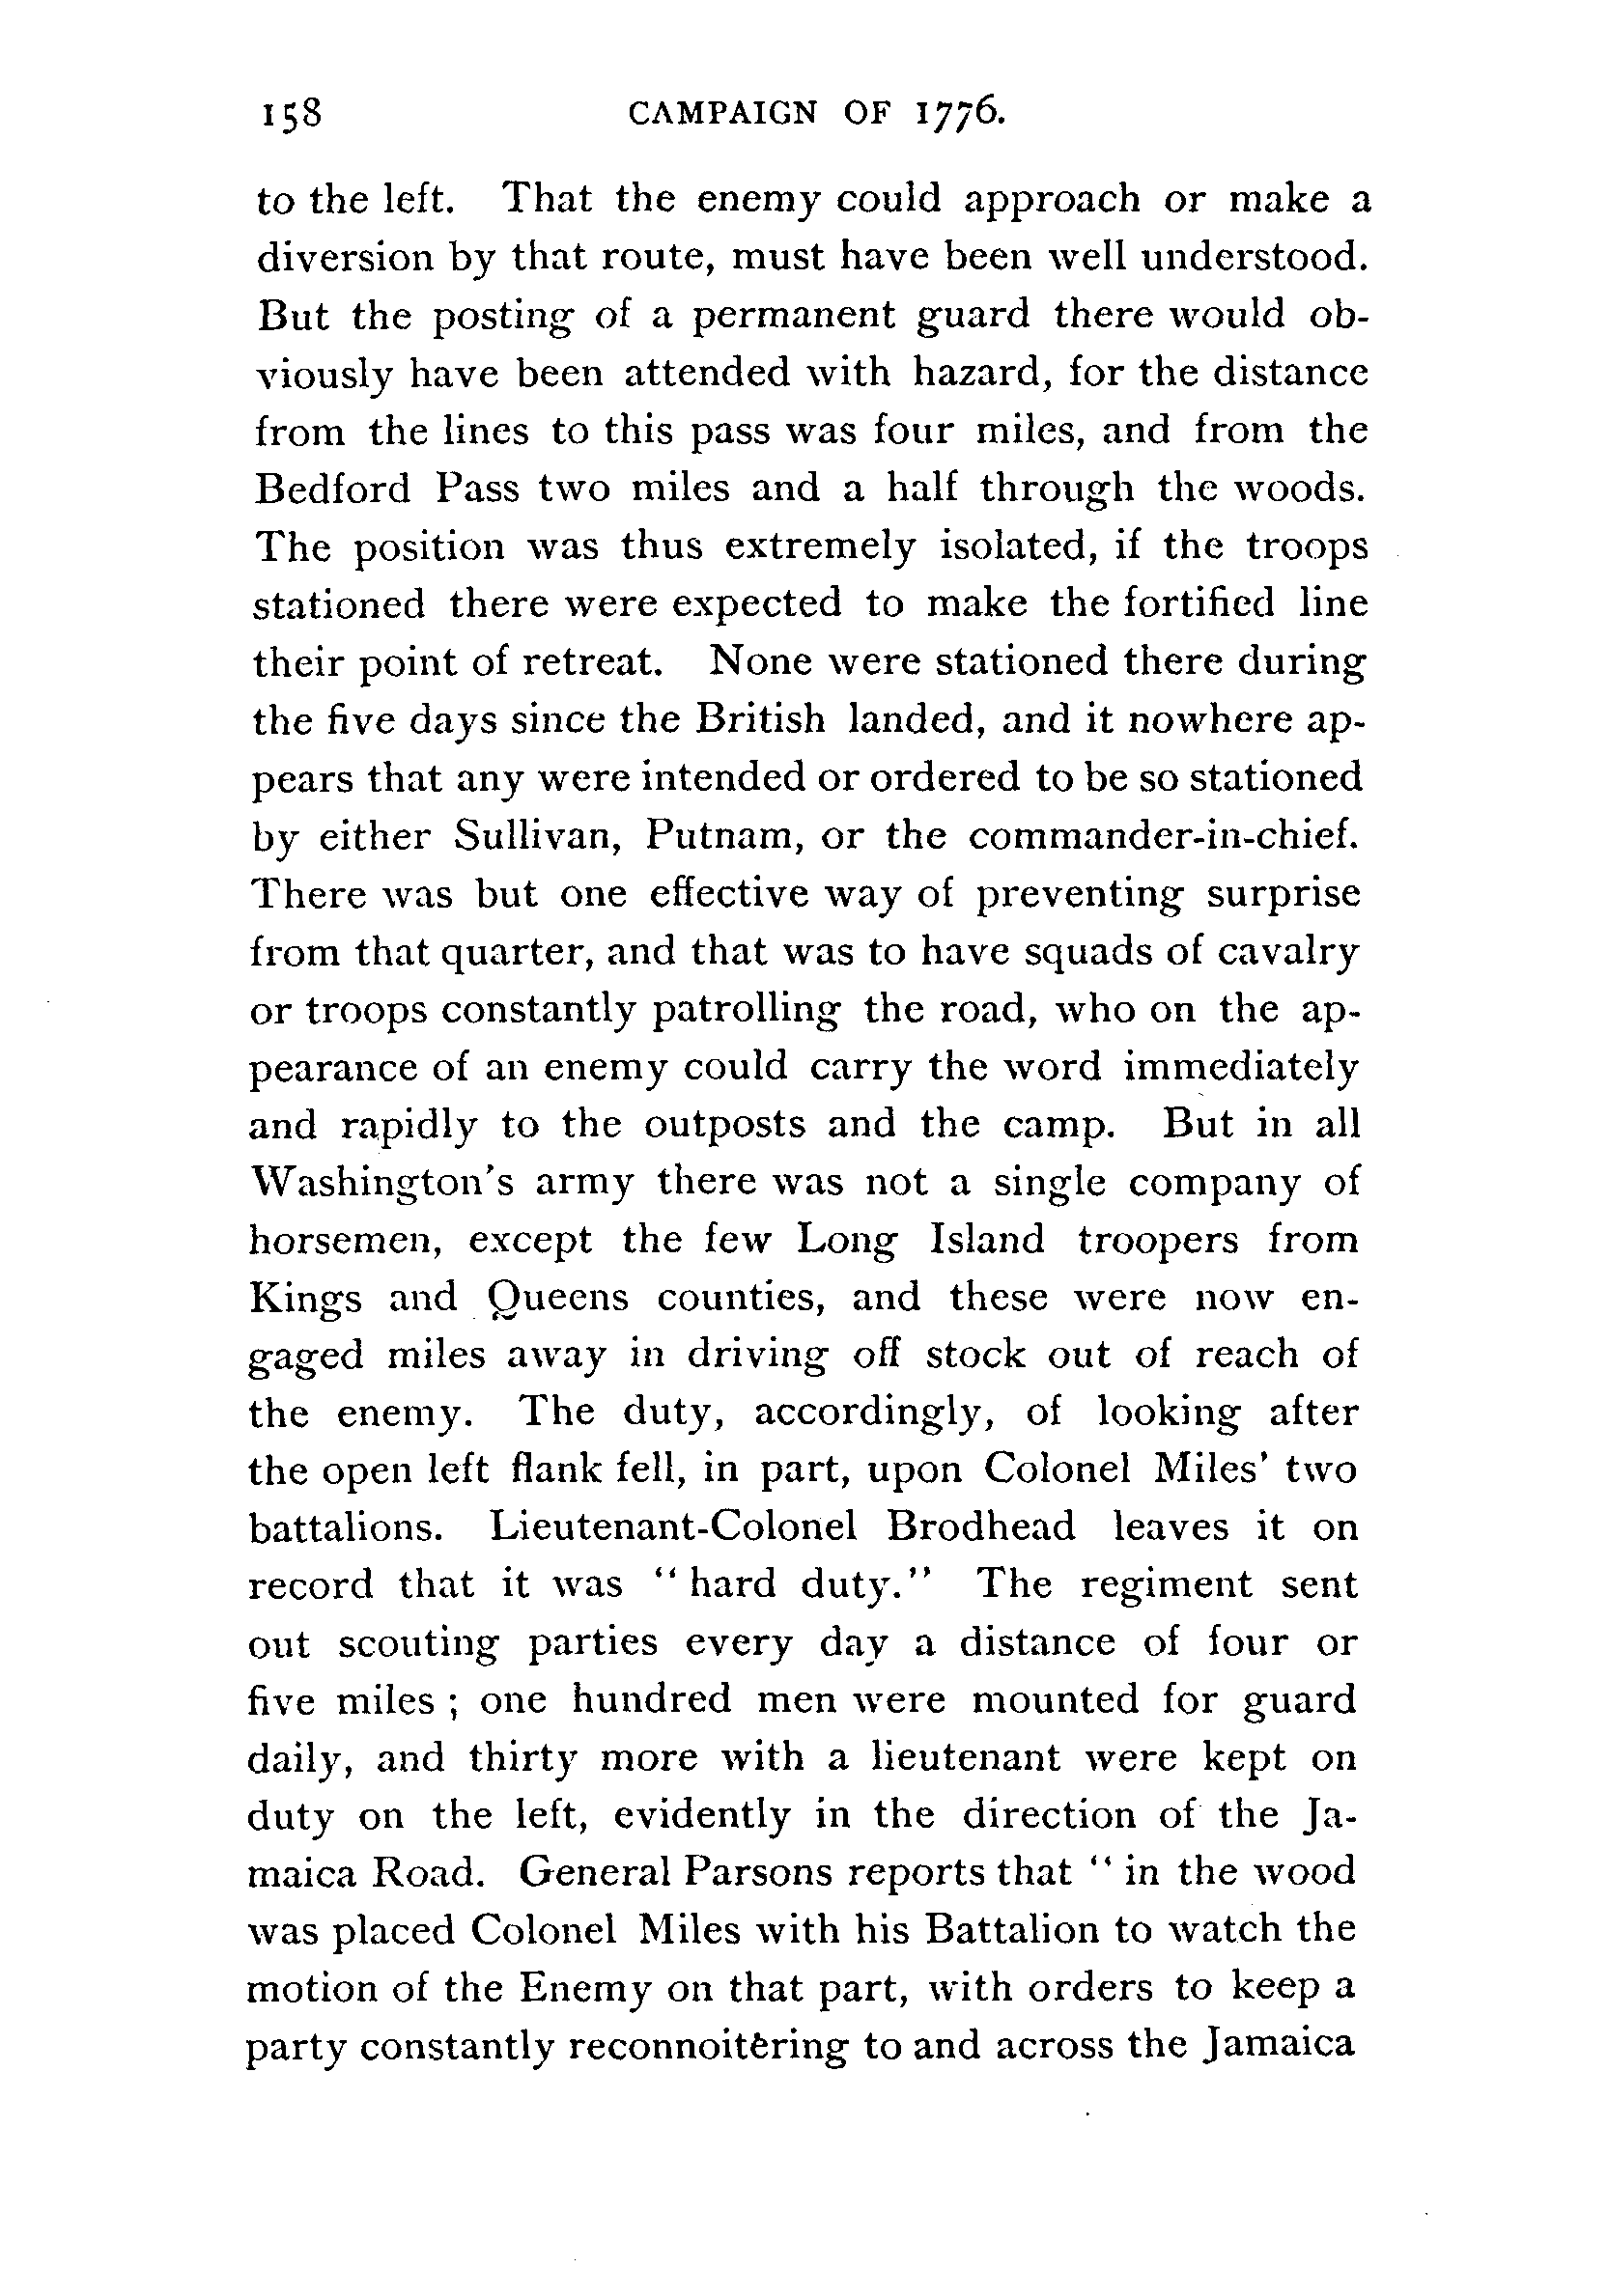 158 CAMPAIGN OF 1776.
to the left. That the enemy could approach or make a
diversion by that route, must have been well understood.
But the posting of a permanent guard there would ob-
viously have been attended with hazard, for the distance
from the lines to this pass was four miles, and from the
Bedford Pass two miles and a half through the woods.
The position was thus extremely isolated, if the troops
stationed there were expected to make the fortified line
their point of retreat. None were stationed there during
the five days since the British landed, and it nowhere ap-
pears that any were intended or ordered to be so stationed
by either Sullivan, Putnam, or the commander-in-chief.
There was but one effective way of preventing surprise
from that quarter, and that was to have squads of cavalry
or troops constantly patrolling the road, who on the ap-
pearance of an enemy could carry the word immediately
and rapidly to the outposts and the camp. But in all
Washington's army there was not a single company of
horsemen, except the few Long Island troopers from
Kings and Queens counties, and these were now en-
gaged miles away in driving off stock out of reach of
the enemy. The duty, accordingly, of looking after
the open left flank fell, in part, upon Colonel Miles' two
battalions. Lieutenant-Colonel Brodhead leaves it on
record that it was "hard duty." The regiment sent
out scouting parties every day a distance of four or
five miles ; one hundred men were mounted for guard
daily, and thirty more with a lieutenant were kept on
duty on the left, evidently in the direction of the Ja-
maica Road. General Parsons reports that "in the wood
was placed Colonel Miles with his Battalion to watch the
motion of the Enemy on that part, with orders to keep a
party constantly reconnoitering to and across the Jamaica